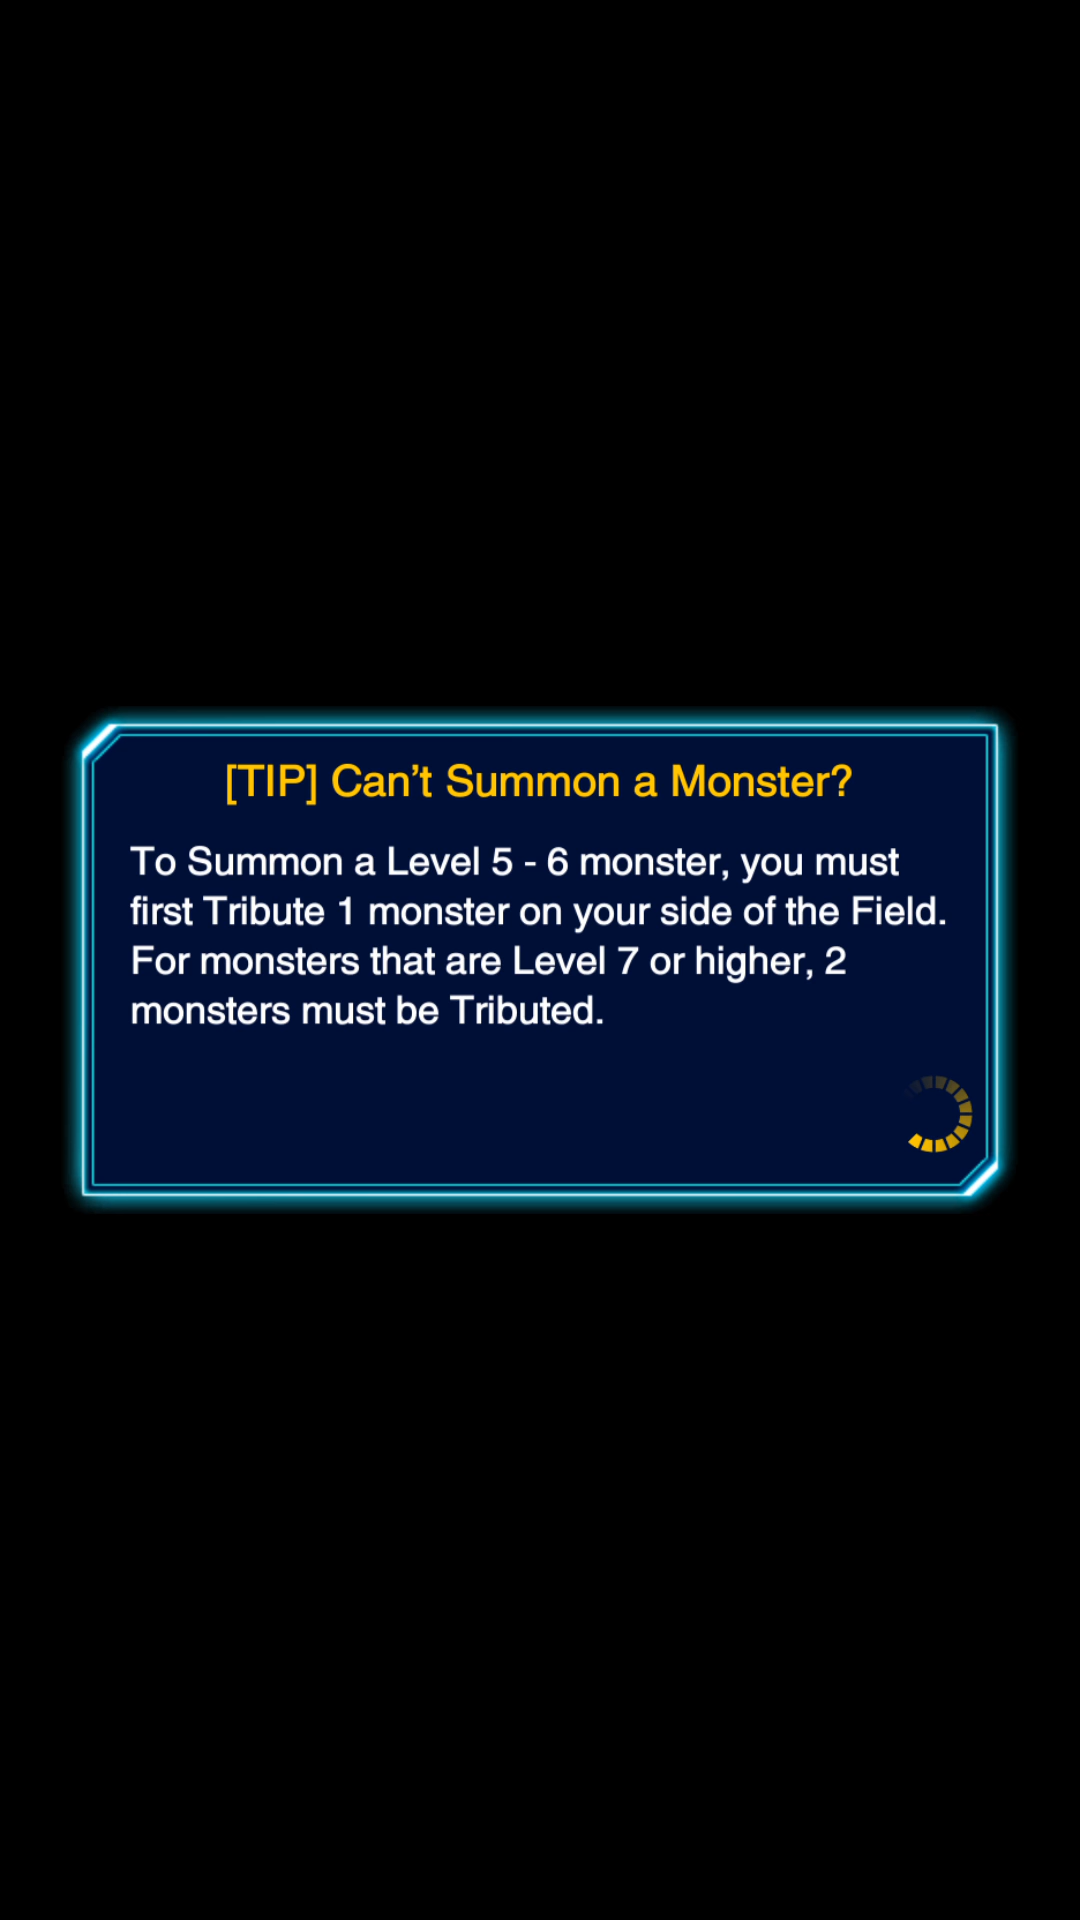 [TIP] Can’t Summon a Monster?
To Summon a Level 5 - 6 monster, you must
first Tribute 1 monster on your side of the Field.
For monsters that are Level 7 or higher, 2
monsters must be Tributed.